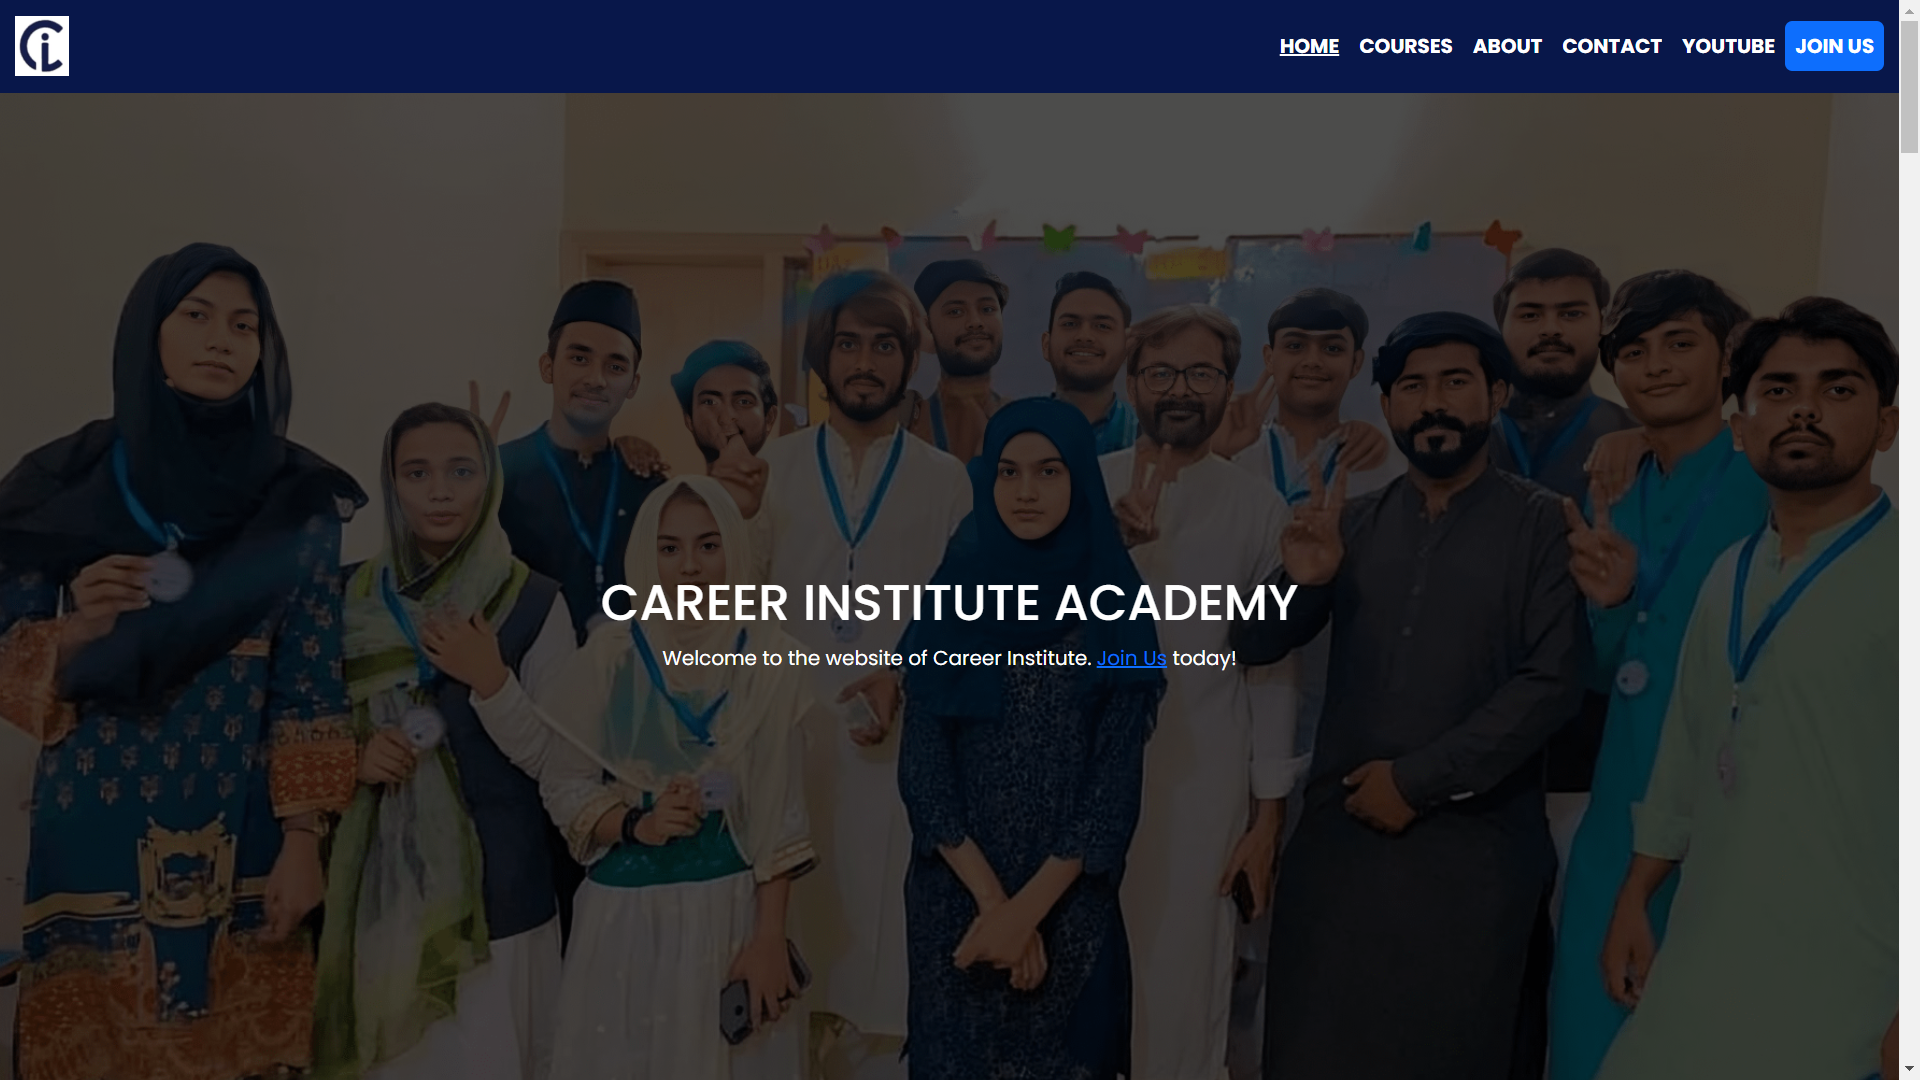 HOME COURSES ABOUT CONTACT YOUTUBE JOIN US
CAREER INSTITUTE ACADEMY
Welcome to the website of Career Institute. Join Us today!